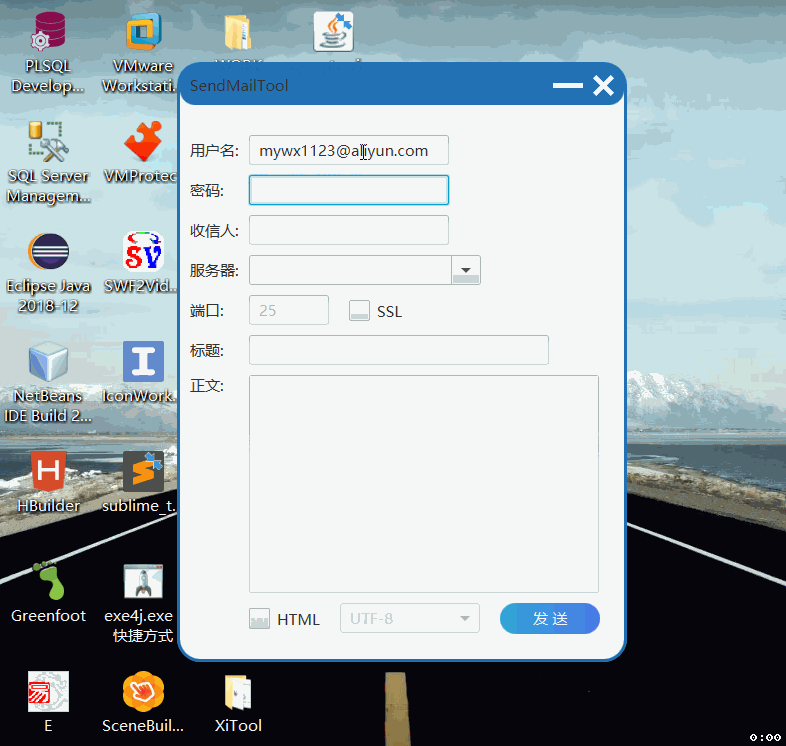 PLSQL
Develop...
VMware
Workstati...
SendMailTool
SQL Server
Managem...
VMProtec
Eclipse Java
2018-12
SWF2Vid...
NetBeans
IDE Build 2...
IconWork
HBuilder
sublime_t...
Greenfoot
exe4j.exe
快捷方式
E
SceneBuil...
XiTool
用户名:
mywx1123@aliyun.com
密码:
收信人:
服务器:
端口:
25
SSL
标题:
正文:
HTML
UTF-8
发 送
0:00